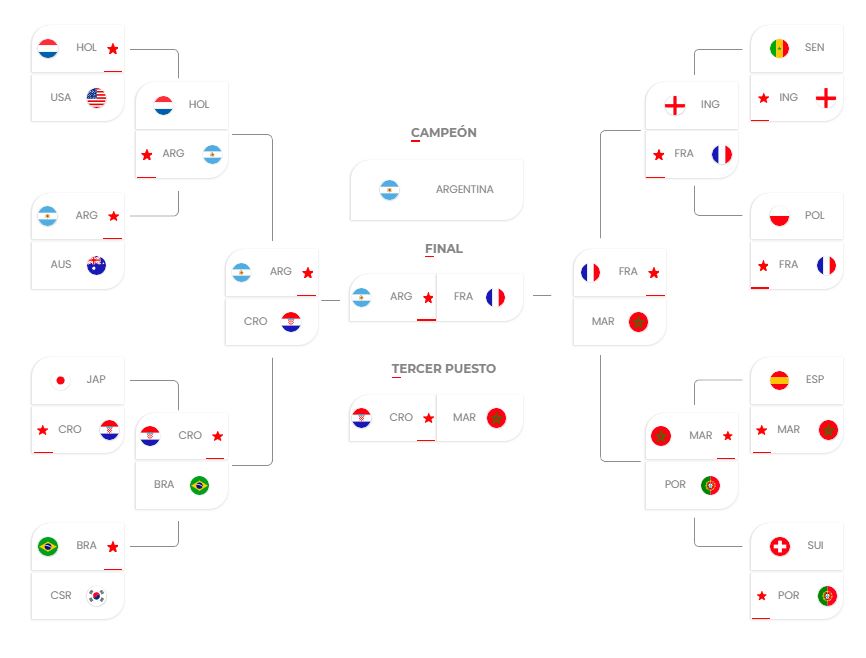 HOL
USA
HOL
ARG
ARG
AUS
ARG
CRO
JAP
CRO
CRO
BRA
BRA
CSR
CAMPEÓN
ARGENTINA
FINAL
ARG FRA
TERCER PUESTO
CRO MAR
SEN
ING
ING
FRA
POL
FRA
FRA
MAR
ESP
MAR
MAR
POR
SUI
POR